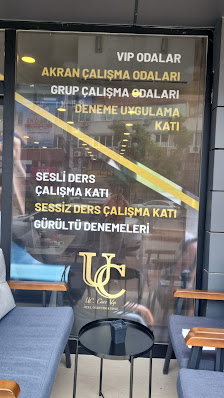 VIP ODALAR
AKRAN ÇALIŞMA ODALARI
GRUP ÇALIŞMA ODALARI
DENEME UYGULAMA
KATI
SESLİ DERS
ÇALIŞMA KATI
SESSİZ DERS ÇALIŞMA KATI
GÜRÜLTÜ DENEMELERİ
UC